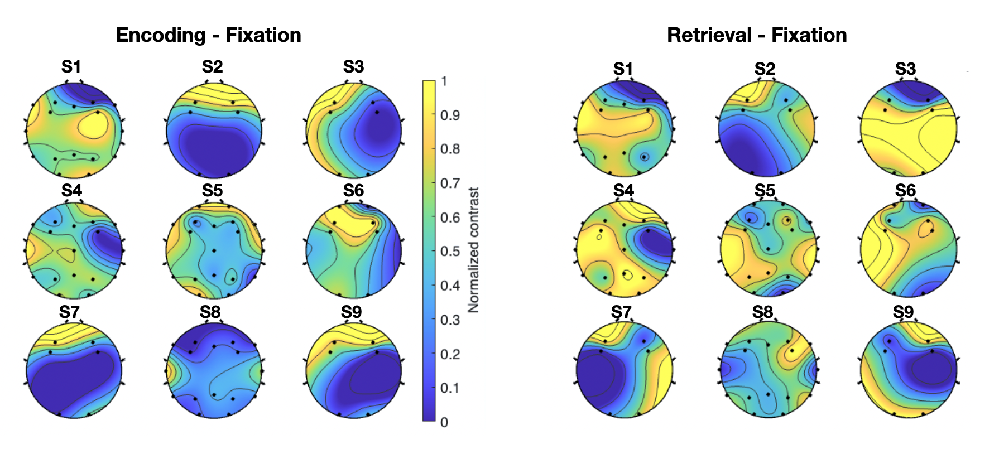 Encoding - Fixation
Retrieval - Fixation
S1 S2 S3
S1 S2 S3
S4 S5 S6
S4 S5 S6
S7 S8 S9
S7 S8 S9
1
0.9
0.8
0.7
0.6
0.5
0.4
0.3
0.2
0.1
0
Normalized contrast